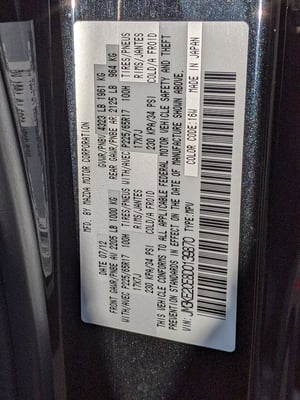 MFD. BY MAZDA MOTOR CORPORATION
DATE: 07/12 GVWR/PNBV 4323 LB 1961 KG
FRONT GAWR/PNBE AV 2205 LB 1000 KG REAR GAWR/PNBE AR 2125 LB 964 KG
WITH/AVEC P225/65R17 100H TIRES/PNEUS WITH/AVEC P225/65R17 100H TIRES/PNEUS
17X7J RIMS/JANTES 17X7J RIMS/JANTES
230 KPA/34 PSI COLD/A FROID 230 KPA/34 PSI COLD/A FROID
THIS VEHICLE CONFORMS TO ALL APPLICABLE FEDERAL MOTOR VEHICLE SAFETY AND THEFT
PREVENTION STANDARDS IN EFFECT ON THE DATE OF MANUFACTURE SHOWN ABOVE.
COLOR CODE: 16W MADE IN JAPAN
VIN: TYPE: MPV